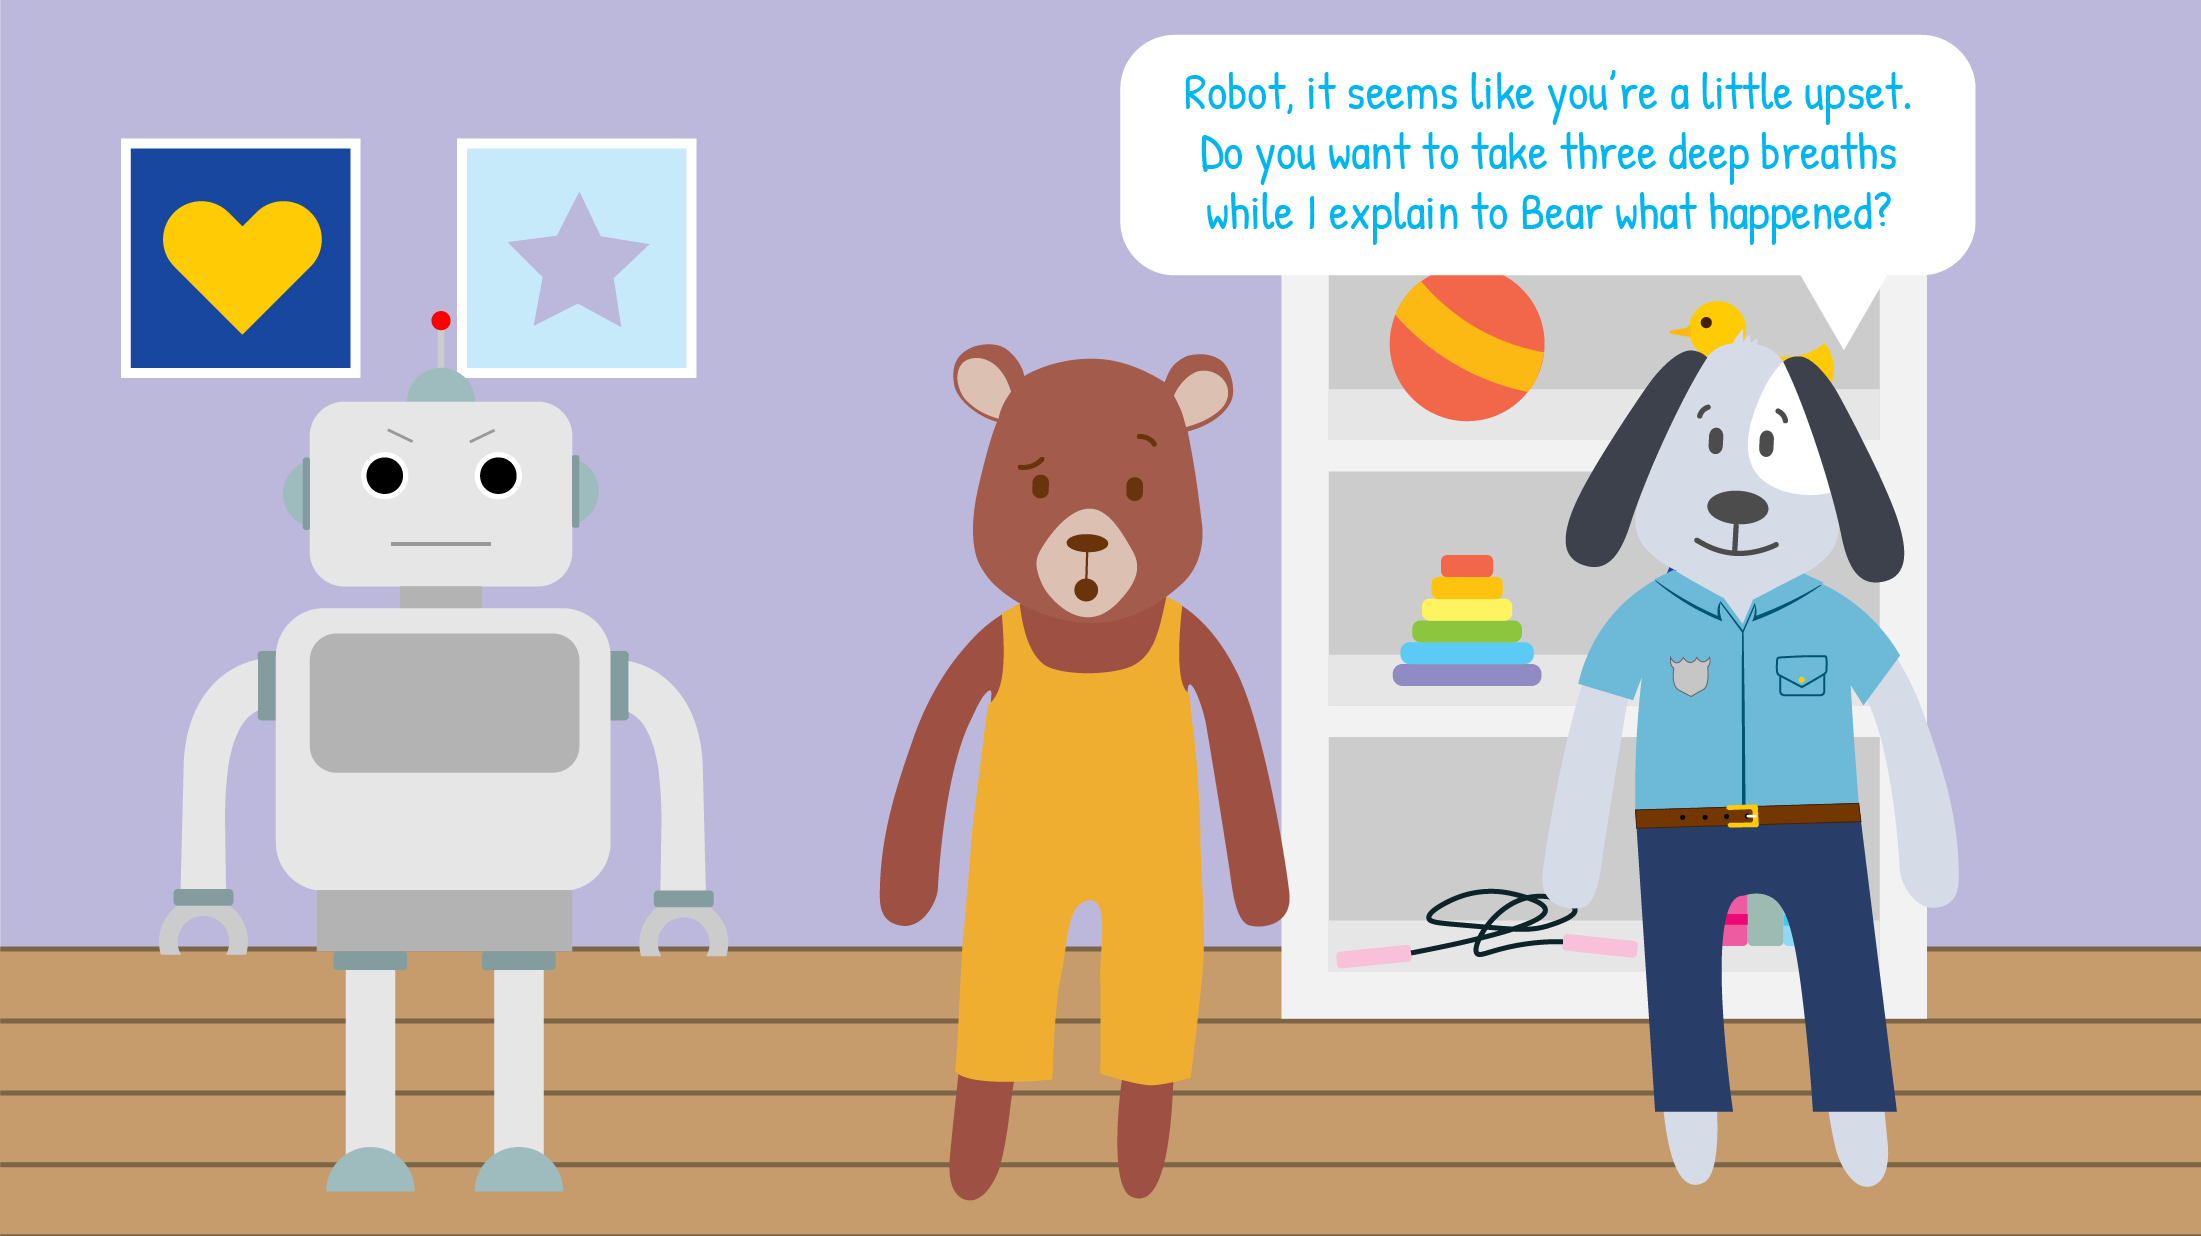 Robot, it seems like you're a little upset.
Do you want to take three deep breaths
while I explain to Bear what happened?